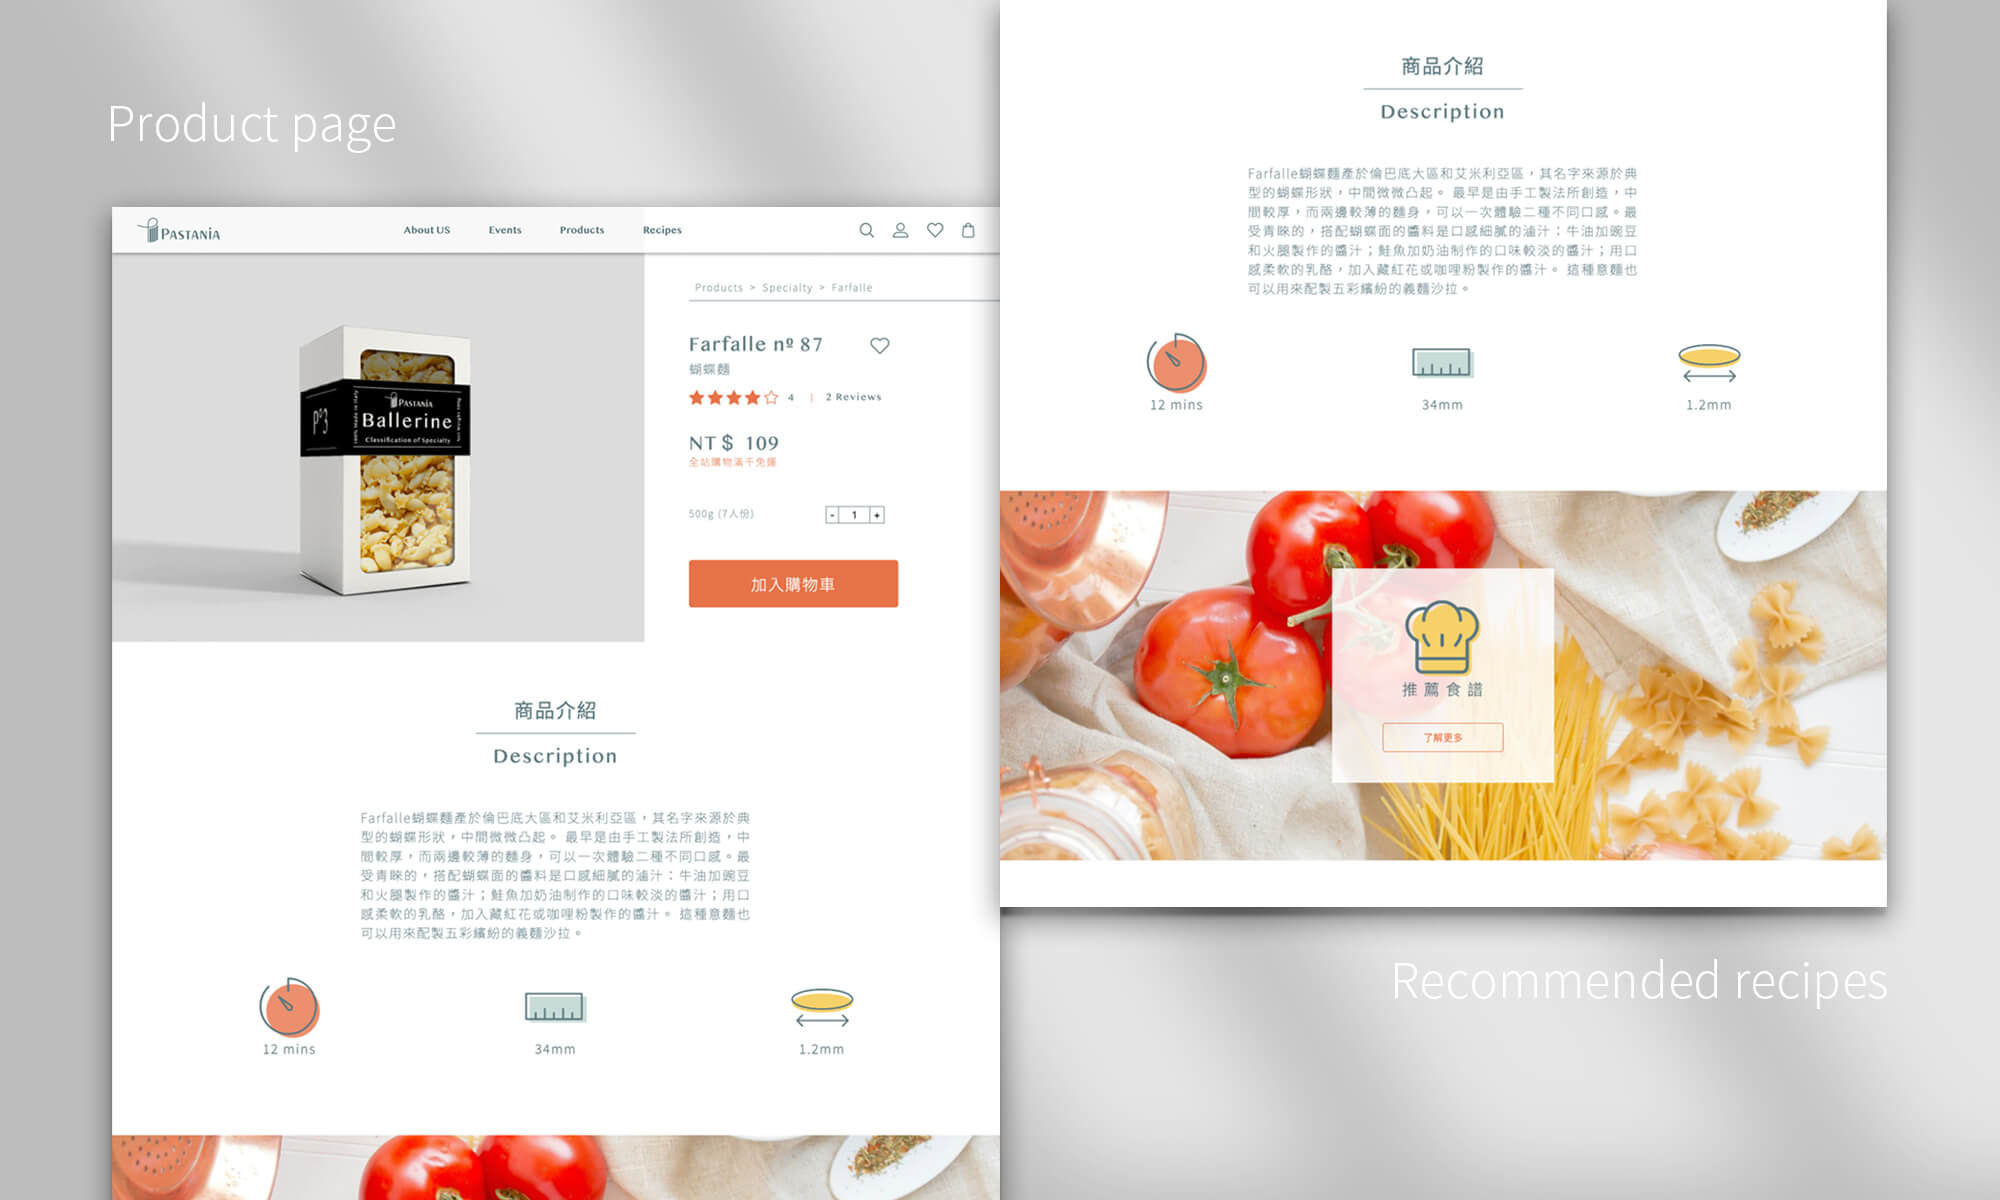 Product page
PASTANÍA
About US
Events
Products
Recipes
Products > Specialty > Farfalle
Farfalle nº 87
蝴蝶麵
4 | 2 Reviews
NT $ 109
全站購物滿千免運
500g (7人份)
- 1 +
加入購物車
PASTANÍA
Ballerine
Classification of Specialty
Pº3
商品介紹
Description
Farfalle蝴蝶麵產於倫巴底大區和艾米利亞區，其名字來源於典
型的蝴蝶形狀，中間微微凸起。 最早是由手工製法所創造，中
間較厚，而兩邊較薄的麵身，可以一次體驗二種不同口感。最
受青睞的，搭配蝴蝶面的醬料是口感細膩的滷汁：牛油加豌豆
和火腿製作的醬汁；鮭魚加奶油制作的口味較淡的醬汁；用口
感柔軟的乳酪，加入藏紅花或咖哩粉製作的醬汁。 這種意麵也
可以用來配製五彩繽紛的義麵沙拉。
12 mins
34mm
1.2mm
商品介紹
Description
Farfalle蝴蝶麵產於倫巴底大區和艾米利亞區，其名字來源於典
型的蝴蝶形狀，中間微微凸起。 最早是由手工製法所創造，中
間較厚，而兩邊較薄的麵身，可以一次體驗二種不同口感。最
受青睞的，搭配蝴蝶面的醬料是口感細膩的滷汁：牛油加豌豆
和火腿製作的醬汁；鮭魚加奶油制作的口味較淡的醬汁；用口
感柔軟的乳酪，加入藏紅花或咖哩粉製作的醬汁。 這種意麵也
可以用來配製五彩繽紛的義麵沙拉。
12 mins
34mm
1.2mm
推薦食譜
了解更多
Recommended recipes